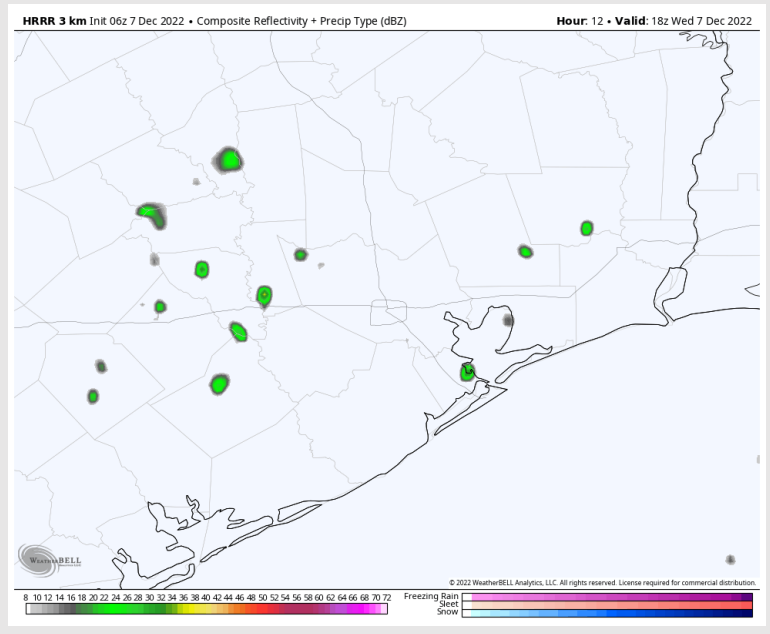 HRRR 3 km Init 06z 7 Dec 2022 • Composite Reflectivity + Precip Type (dBZ) Hour: 12 • Valid: 18z Wed 7 Dec 2022
WEATHERBELL
© 2022 WeatherBELL Analytics, LLC. All rights reserved. License required for commercial distribution.
8 10 12 14 16 18 20 22 24 26 28 30 32 34 36 38 40 42 44 46 48 50 52 54 56 58 60 62 64 66 68 70 72
Freezing Rain
Sleet
Snow